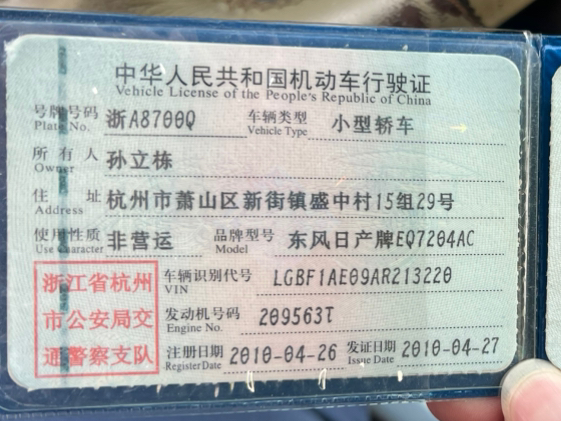 中华人民共和国机动车行驶证
Vehicle License of the People's Republic of China
号牌号码 浙A8700Q 车辆类型 小型轿车
Plate No. Vehicle Type
所有人 孙立栋
Owner
住址 杭州市萧山区新街镇盛中村15组29号
Address
使用性质 非营运 品牌型号 东风日产牌EQ7204AC
Use Character Model
浙江省杭州
市公安局交
通警察支队
车辆识别代号 LGBF1AE09AR213220
VIN
发动机号码 209563T
Engine No.
注册日期 2010-04-26 发证日期 2010-04-27
Register Date Issue Date